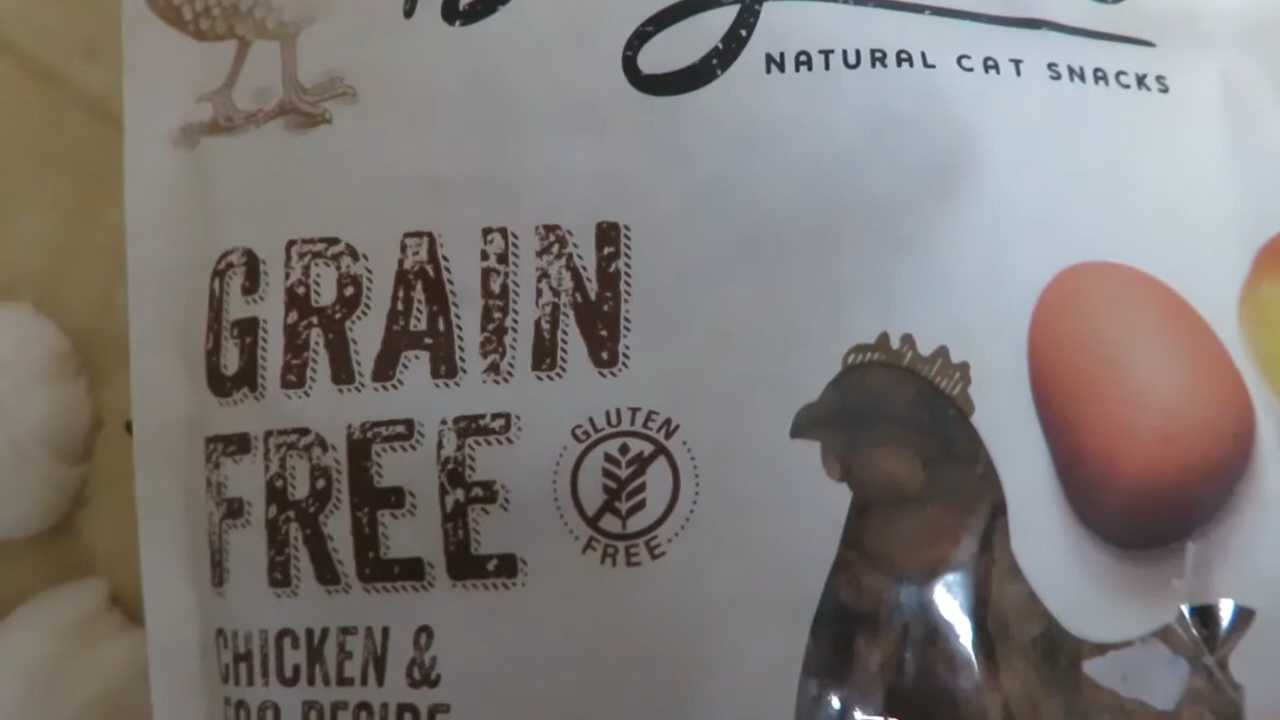 NATURAL CAT SNACKS
GRAIN
FREE
GLUTEN
FREE
CHICKEN &
EGG RECIPE